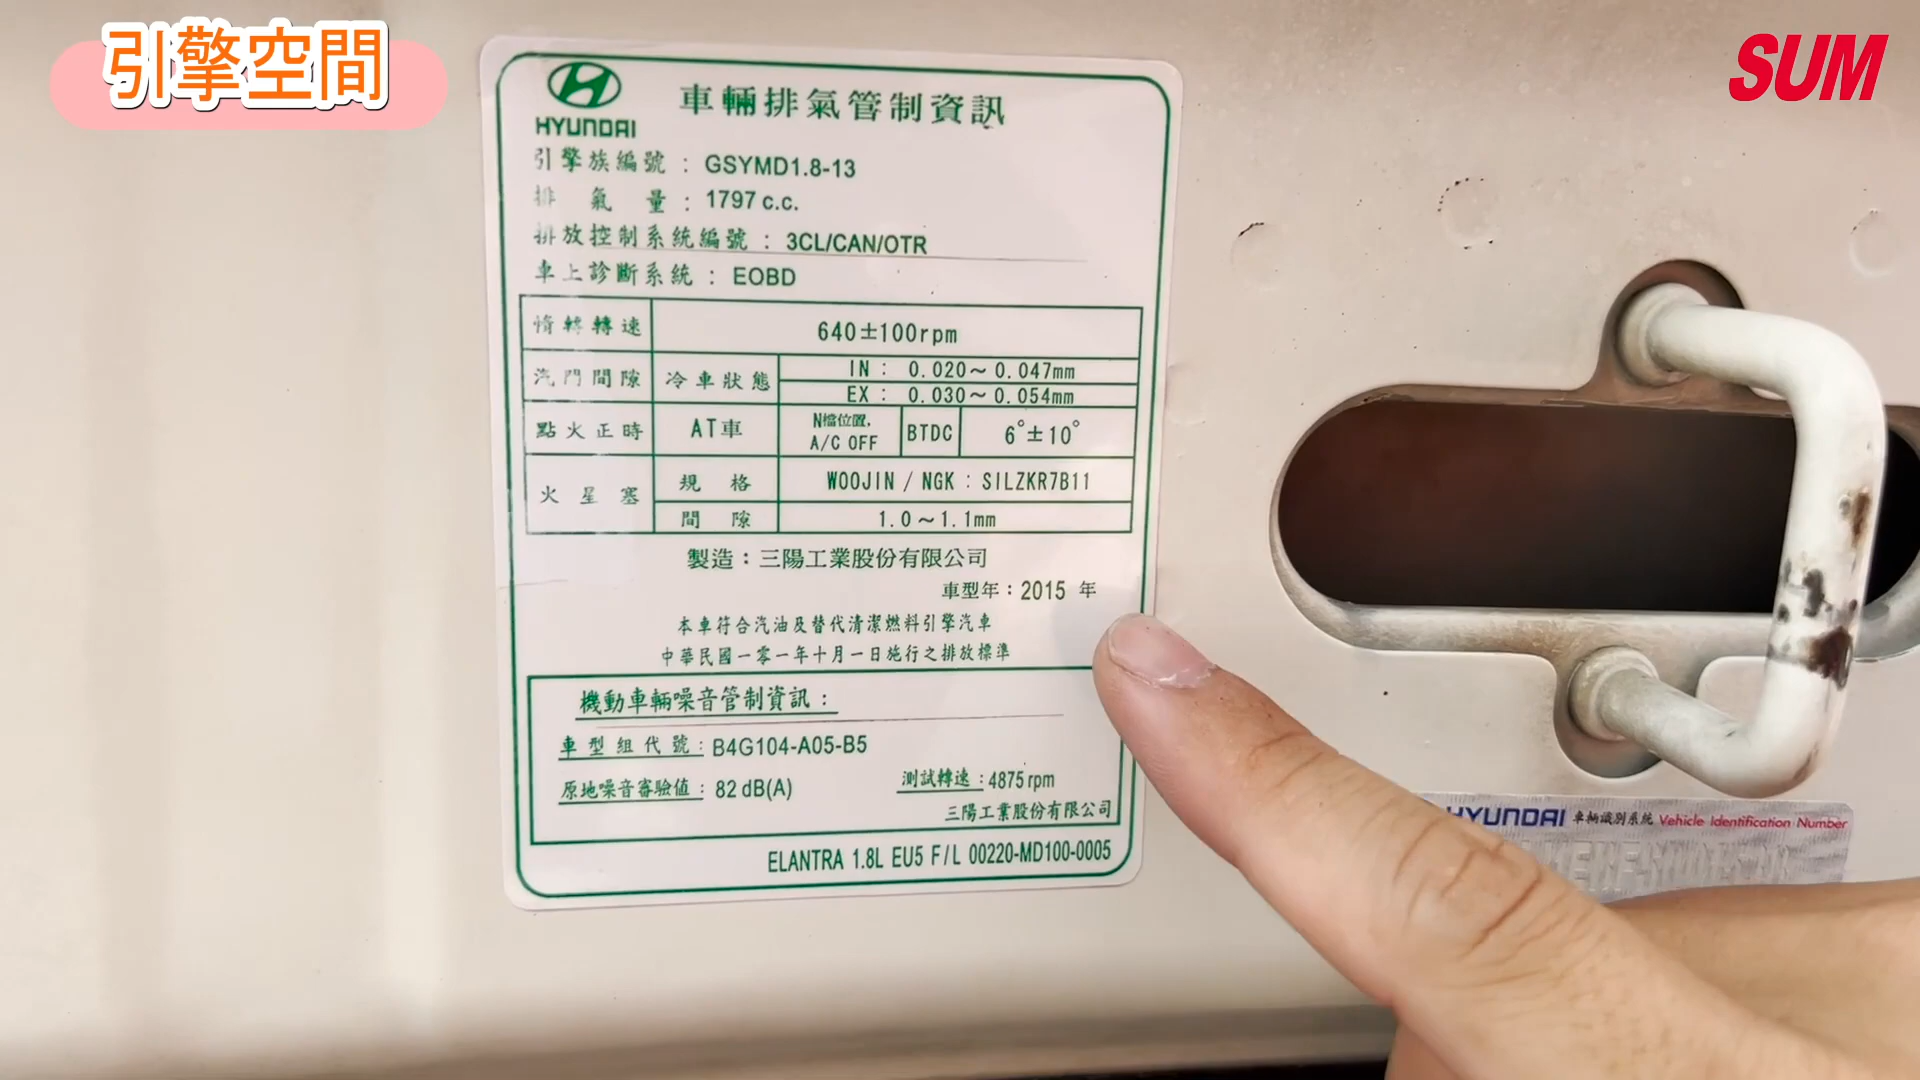 引擎空間
SUM
HYUNDAI
車輛排氣管制資訊
引擎族編號：GSYMD1.8-13
排氣量：1797 c.c.
排放控制系統編號：3CL/CAN/OTR
車上診斷系統：EOBD
惰轉轉速 640±100rpm
汽門間隙 冷車狀態 IN： 0.020～0.047mm
EX： 0.030～0.054mm
點火正時 AT車 N檔位置, A/C OFF BTDC 6°±10°
火星塞 規格 WOOJIN / NGK：SILZKR7B11
間隙 1.0～1.1mm
製造：三陽工業股份有限公司
車型年：2015 年
本車符合汽油及替代清潔燃料引擎汽車
中華民國一零一年十月一日施行之排放標準
機動車輛噪音管制資訊：
車型組代號：B4G104-A05-B5
原地噪音審驗值：82 dB(A) 測試轉速：4875 rpm
三陽工業股份有限公司
ELANTRA 1.8L EU5 F/L 00220-MD100-0005
HYUNDAI 車輛識別系統 Vehicle Identification Number